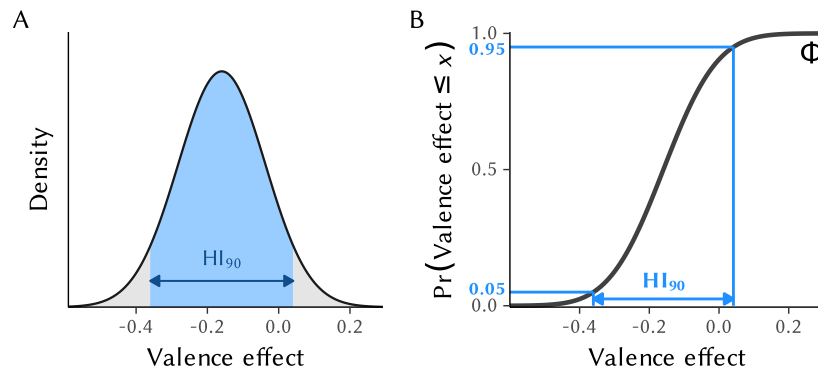 A
Density
HI90
-0.4 -0.2 0.0 0.2
Valence effect
B
Pr(Valence effect ≤ x)
1.0
0.95
0.5
0.05
0.0
Φ
HI90
-0.4 -0.2 0.0 0.2
Valence effect